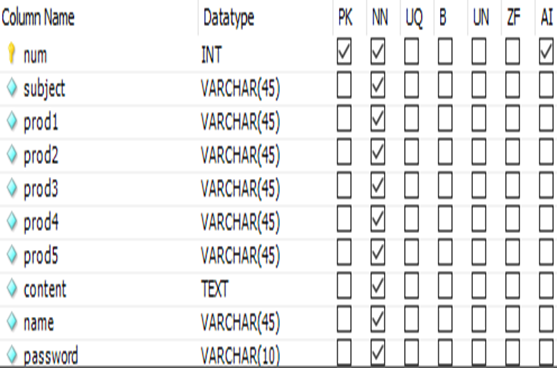 Column Name Datatype PK NN UQ B UN ZF AI
num INT
subject VARCHAR(45)
prod1 VARCHAR(45)
prod2 VARCHAR(45)
prod3 VARCHAR(45)
prod4 VARCHAR(45)
prod5 VARCHAR(45)
content TEXT
name VARCHAR(45)
password VARCHAR(10)